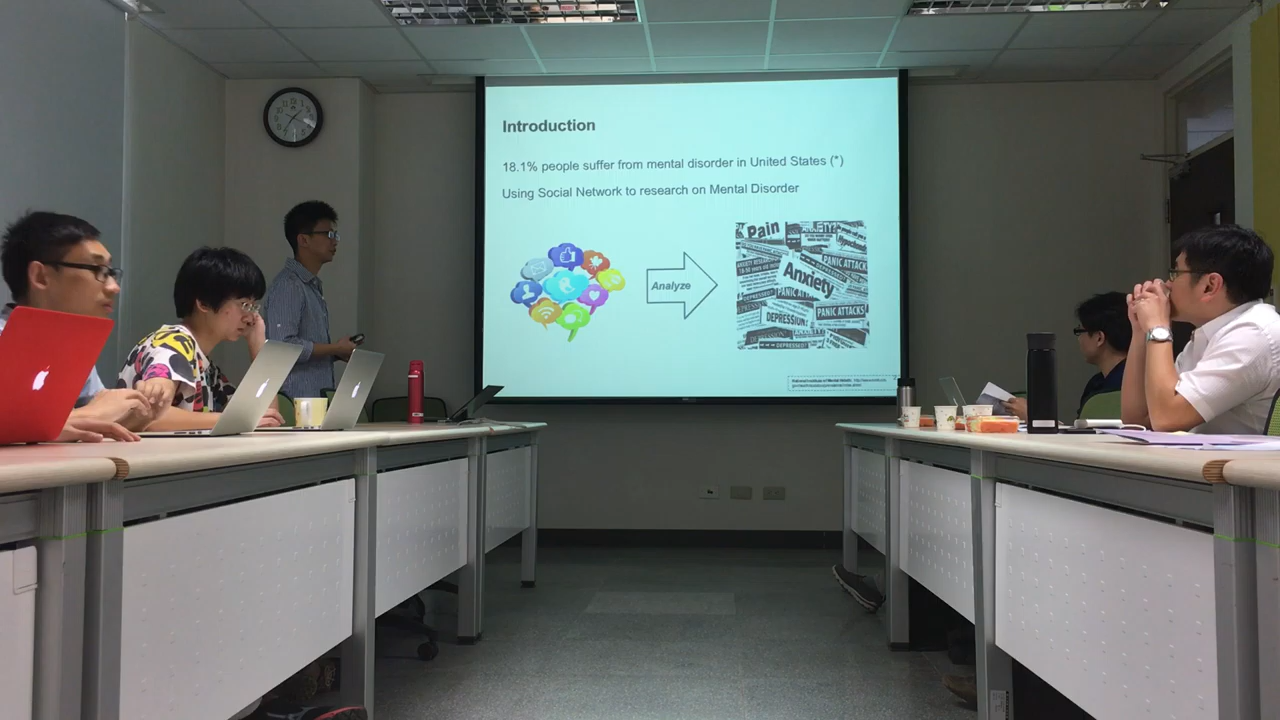 Introduction
18.1% people suffer from mental disorder in United States (*)
Using Social Network to research on Mental Disorder
Analyze
Pain
PANIC ATTACK
Anxiety
PANIC ATTACKS
DEPRESSION
DEPRESSED